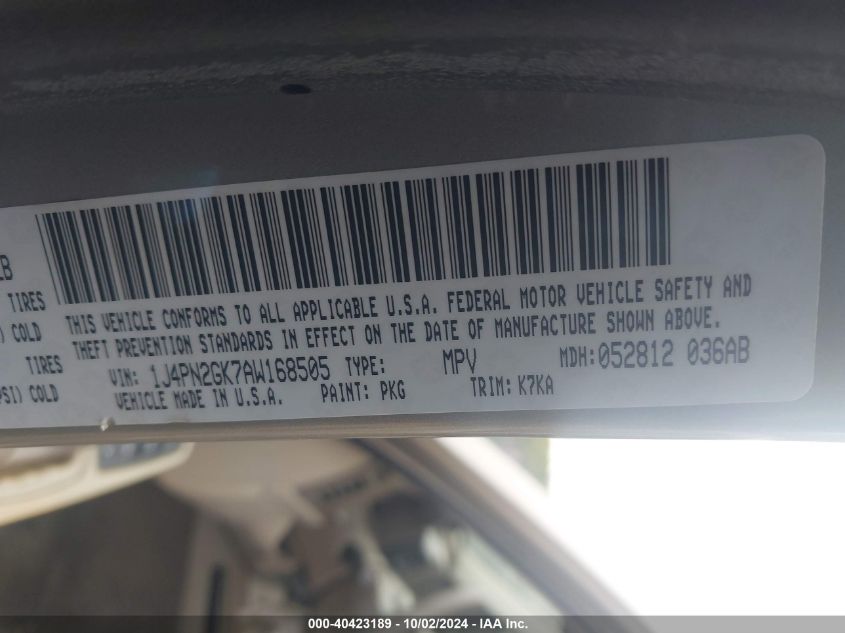 TIRES
COLD
TIRES
PSI) COLD
THIS VEHICLE CONFORMS TO ALL APPLICABLE U.S.A. FEDERAL MOTOR VEHICLE SAFETY AND
THEFT PREVENTION STANDARDS IN EFFECT ON THE DATE OF MANUFACTURE SHOWN ABOVE.
VIN: 1J4PN2GK7AW168505 TYPE: MPV MDH: 052812 036AB
VEHICLE MADE IN U.S.A. PAINT: PKG TRIM: K7KA
000-40423189 - 10/02/2024 - IAA Inc.